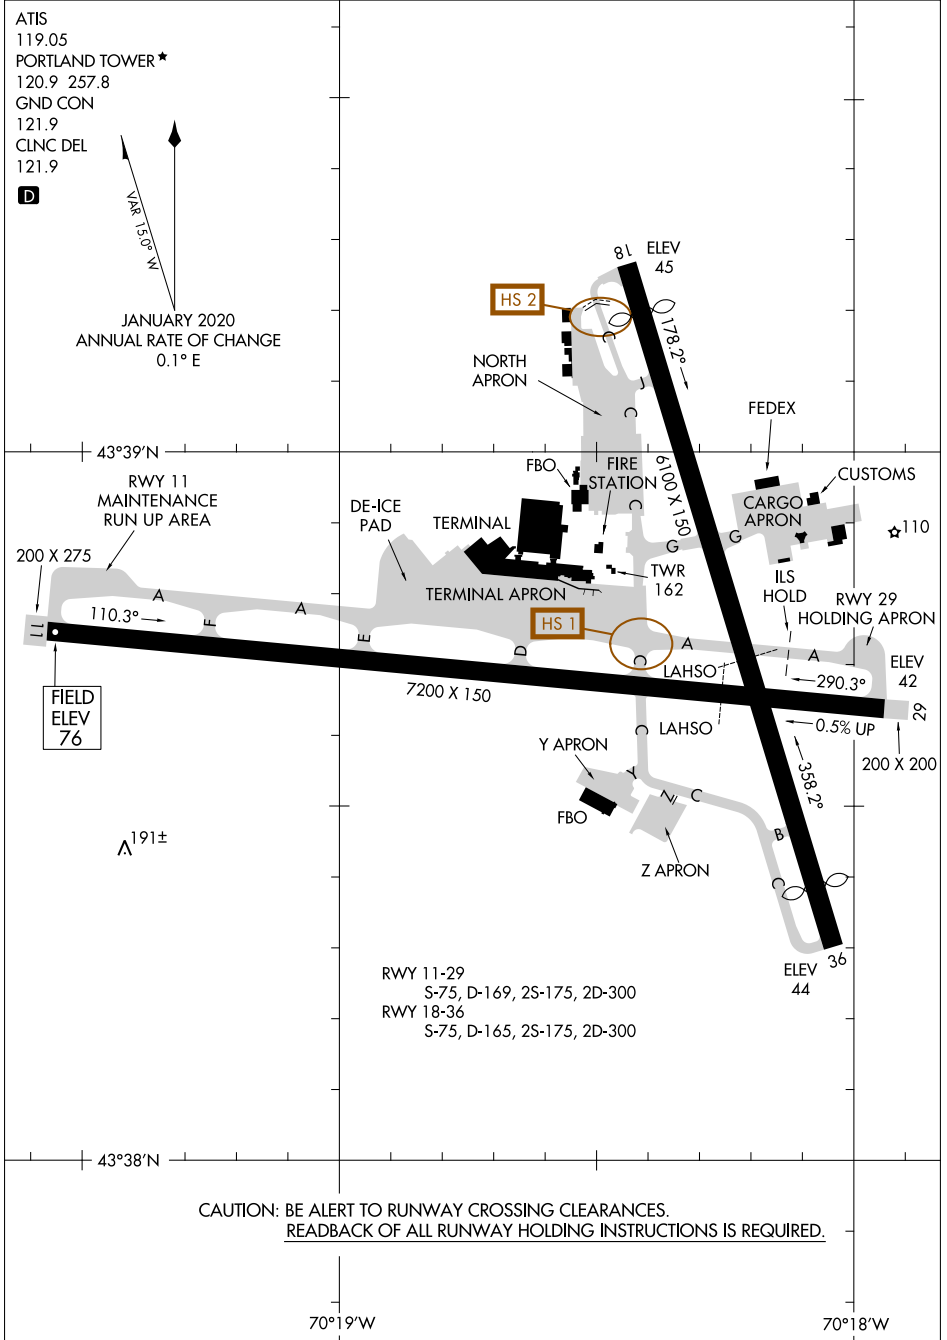 ATIS
119.05
PORTLAND TOWER★
120.9 257.8
GND CON
121.9
CLNC DEL
121.9
D
VAR 15.0° W
JANUARY 2020
ANNUAL RATE OF CHANGE
0.1° E
18
ELEV
45
HS 2
C
178.2°
NORTH
APRON
J
C
FEDEX
43°39'N
6100 X 150
FBO
FIRE
STATION
CUSTOMS
RWY 11
MAINTENANCE
RUN UP AREA
DE-ICE
PAD
TERMINAL
C
CARGO
APRON
110
G
G
200 X 275
TWR
162
ILS
HOLD
TERMINAL APRON
A
A
RWY 29
HOLDING APRON
110.3°
F
HS 1
11
E
D
C
A
A
LAHSO
ELEV
42
290.3°
FIELD
ELEV
76
7200 X 150
29
LAHSO
0.5% UP
C
Y APRON
200 X 200
Y
358.2°
Z
C
FBO
B
191±
Z APRON
C
36
ELEV
44
RWY 11-29
S-75, D-169, 2S-175, 2D-300
RWY 18-36
S-75, D-165, 2S-175, 2D-300
43°38'N
CAUTION: BE ALERT TO RUNWAY CROSSING CLEARANCES.
READBACK OF ALL RUNWAY HOLDING INSTRUCTIONS IS REQUIRED.
70°19'W
70°18'W